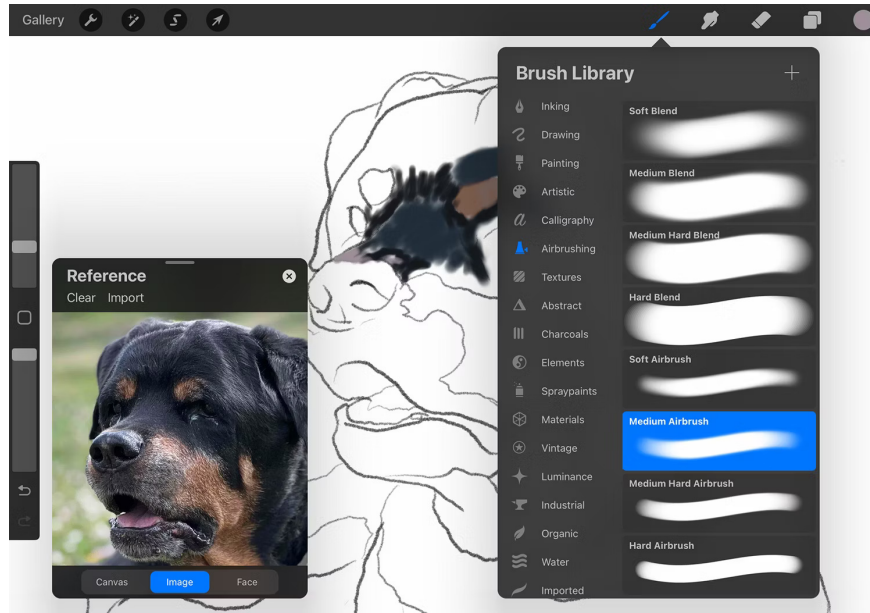 Gallery
Brush Library
Inking
Drawing
Painting
Artistic
Calligraphy
Airbrushing
Textures
Abstract
Charcoals
Elements
Spraypaints
Materials
Vintage
Luminance
Industrial
Organic
Water
Imported
Soft Blend
Medium Blend
Medium Hard Blend
Hard Blend
Soft Airbrush
Medium Airbrush
Medium Hard Airbrush
Hard Airbrush
Reference
Clear Import
Canvas Image Face